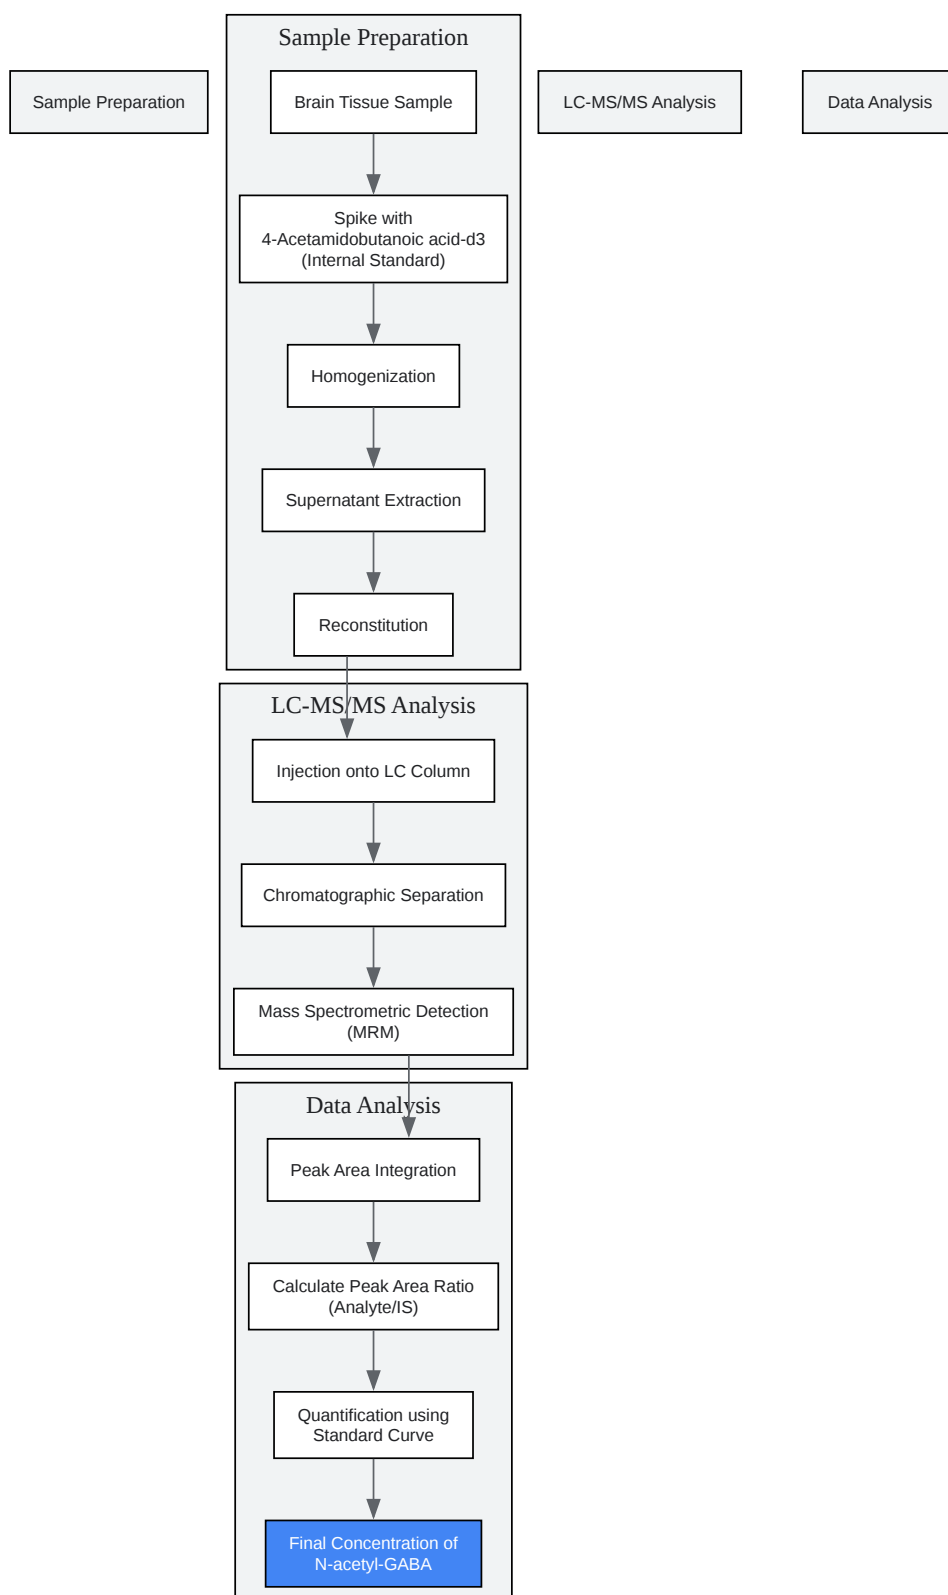 Sample Preparation
Sample Preparation
Brain Tissue Sample
LC-MS/MS Analysis
Data Analysis
Spike with
4-Acetamidobutanoic acid-d3
(Internal Standard)
Homogenization
Supernatant Extraction
Reconstitution
LC-MS/MS Analysis
Injection onto LC Column
Chromatographic Separation
Mass Spectrometric Detection
(MRM)
Data Analysis
Peak Area Integration
Calculate Peak Area Ratio
(Analyte/IS)
Quantification using
Standard Curve
Final Concentration of
N-acetyl-GABA